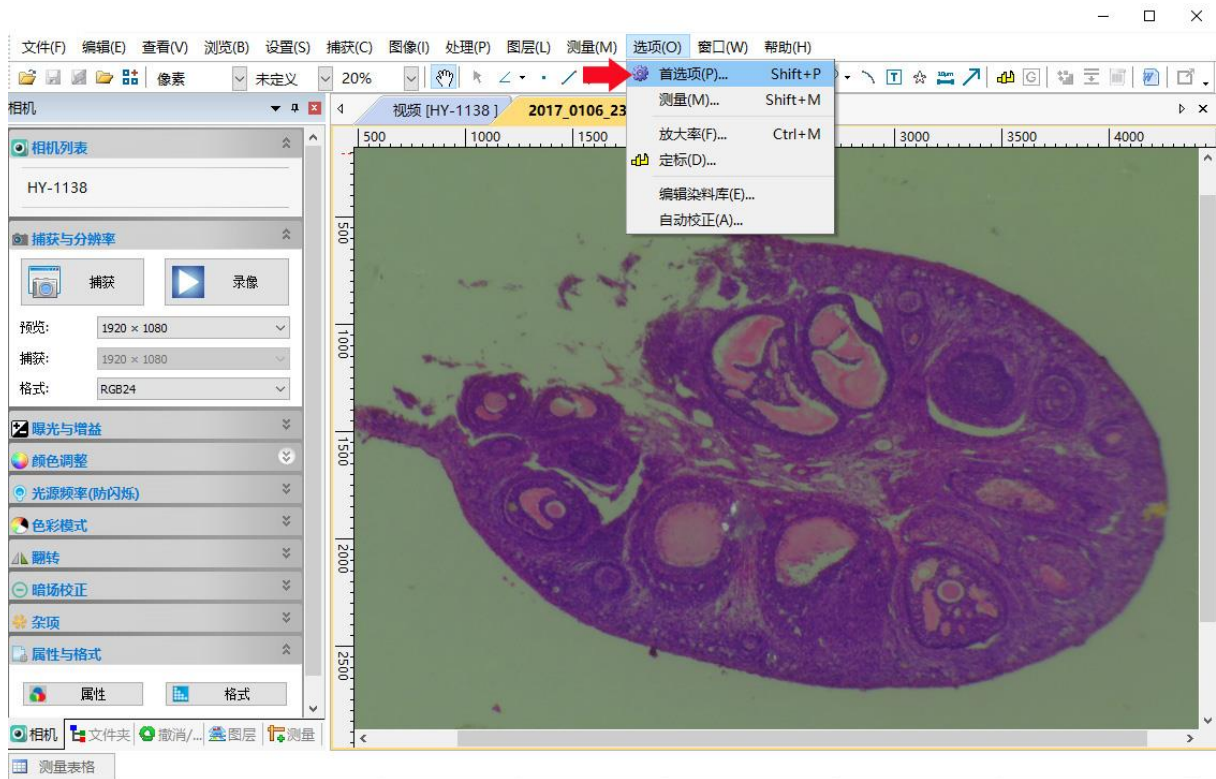 文件(F) 编辑(E) 查看(V) 浏览(B) 设置(S) 捕获(C) 图像(I) 处理(P) 图层(L) 测量(M) 选项(O) 窗口(W) 帮助(H)
像素 未定义 20%
首选项(P)... Shift+P
测量(M)... Shift+M
放大率(F)... Ctrl+M
定标(D)...
编辑染料库(E)...
自动校正(A)...
相机
视频 [HY-1138 ] 2017_0106_23
500 1000 1500 3000 3500 4000
相机列表
HY-1138
捕获与分辨率
捕获 录像
预览: 1920 × 1080
捕获: 1920 × 1080
格式: RGB24
曝光与增益
颜色调整
光源频率(防闪烁)
色彩模式
翻转
暗场校正
杂项
属性与格式
属性 格式
500
1000
1500
2000
2500
相机 文件夹 撤消/... 图层 测量
测量表格